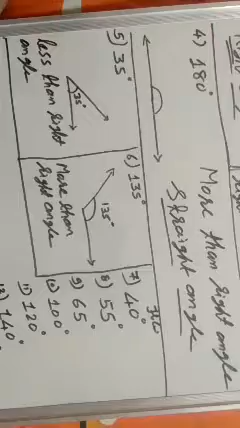 4) 180°
More than right angle
Straight angle
5) 35°
35°
less than right
angle
6) 135°
135°
More than
right angle
7) 40°
8) 55°
9) 65°
10) 100°
11) 120°
12) 140°